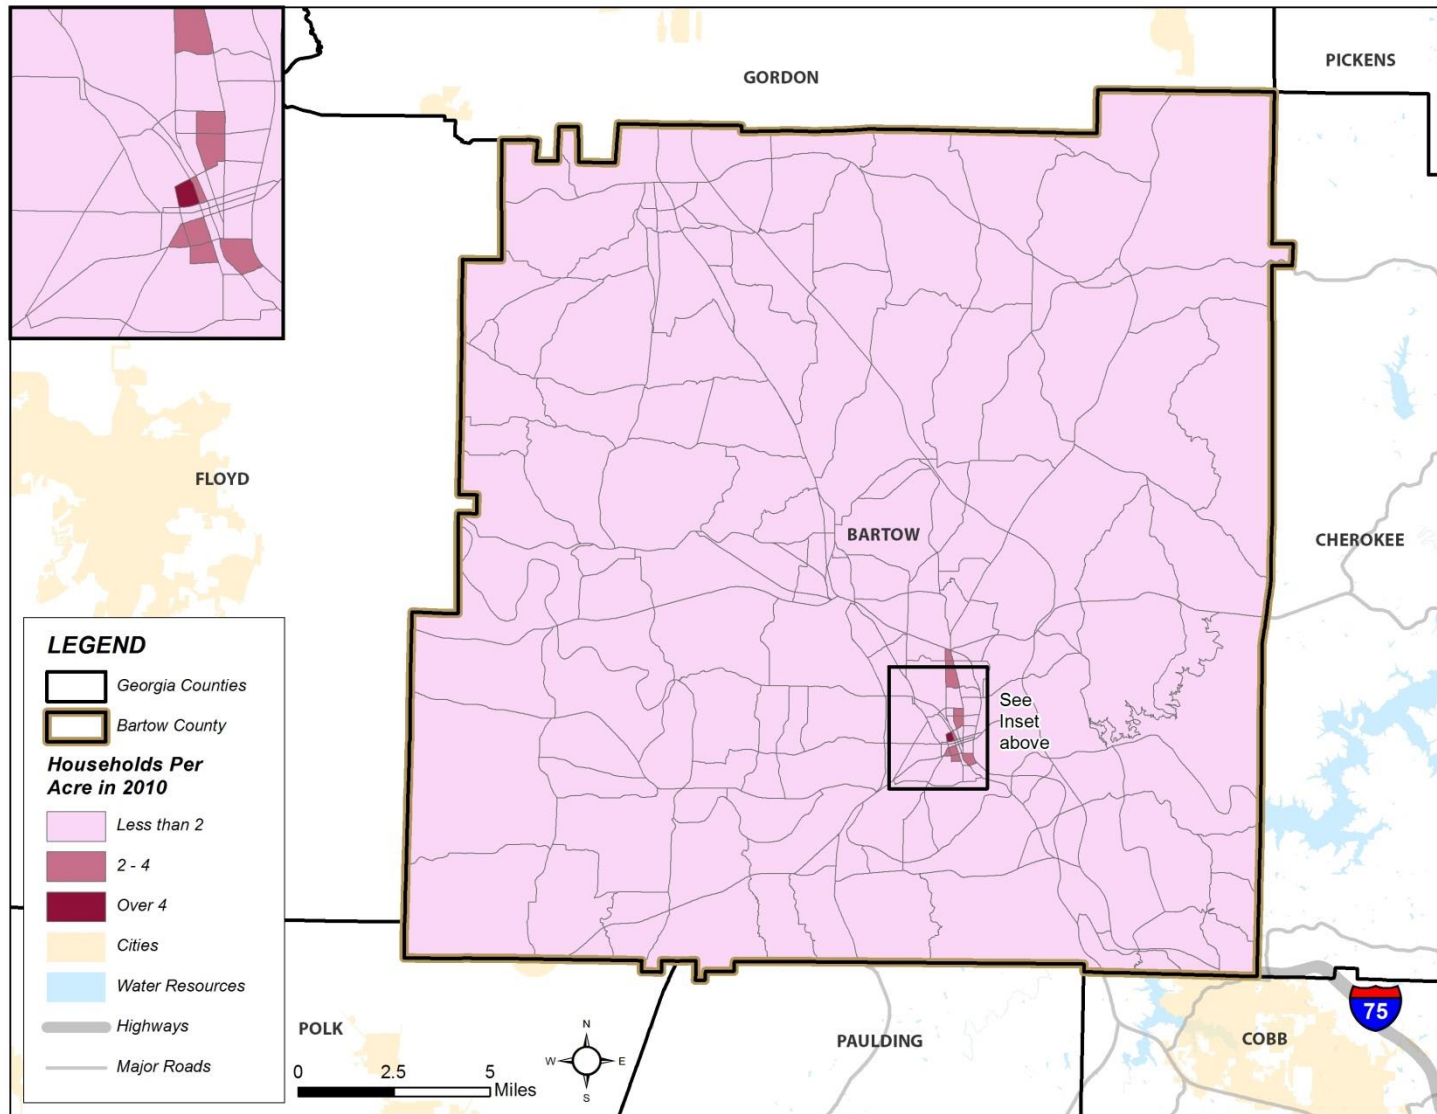 GORDON
PICKENS
FLOYD
BARTOW
CHEROKEE
See
Inset
above
LEGEND
Georgia Counties
Bartow County
Households Per
Acre in 2010
Less than 2
2 - 4
Over 4
Cities
Water Resources
Highways
Major Roads
POLK
0 2.5 5
Miles
N
W E
S
PAULDING
COBB
75